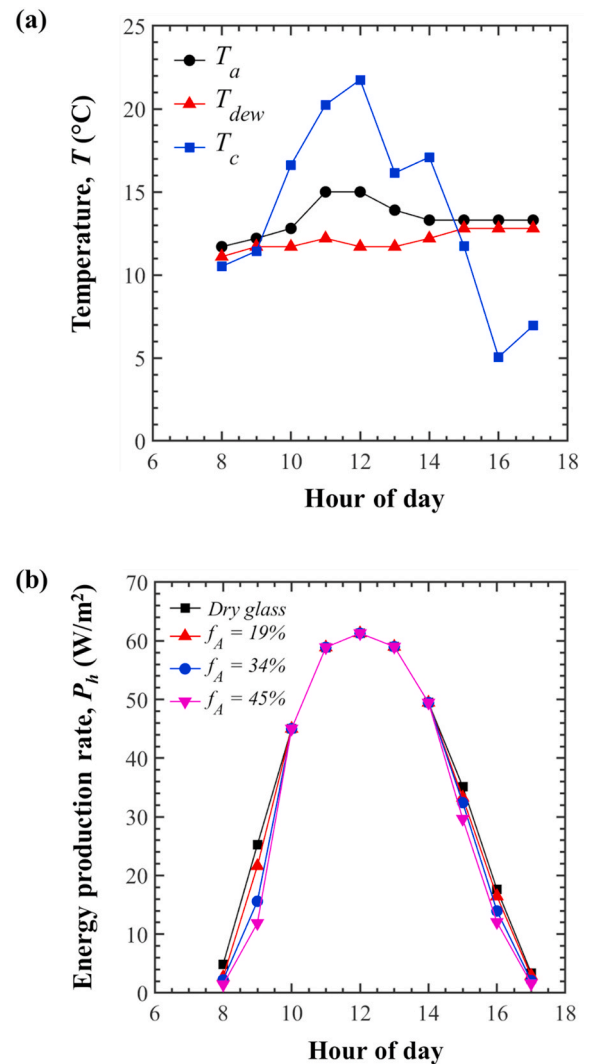 (a)
25
20
15
10
5
0
Temperature, T (°C)
T_a
T_dew
T_c
6 8 10 12 14 16 18
Hour of day
(b)
70
60
50
40
30
20
10
0
Energy production rate, P_h (W/m²)
Dry glass
f_A = 19%
f_A = 34%
f_A = 45%
6 8 10 12 14 16 18
Hour of day